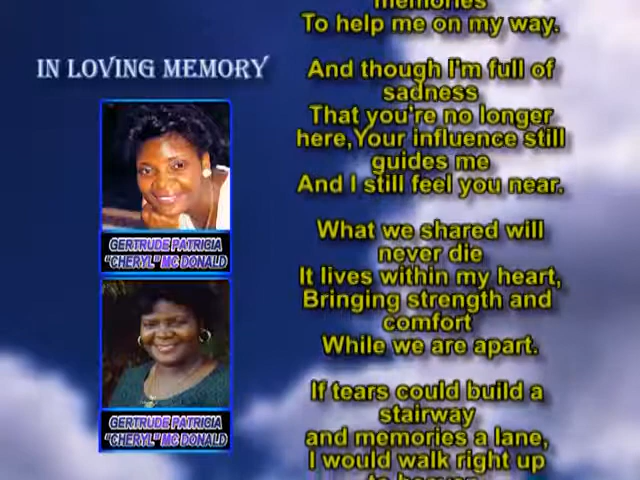 IN LOVING MEMORY
GERTRUDE PATRICIA
"CHERYL" MC DONALD
GERTRUDE PATRICIA
"CHERYL" MC DONALD
memories
To help me on my way.
And though I'm full of
sadness
That you're no longer
here,Your influence still
guides me
And I still feel you near.
What we shared will
never die
It lives within my heart,
Bringing strength and
comfort
While we are apart.
If tears could build a
stairway
and memories a lane,
I would walk right up
to heaven